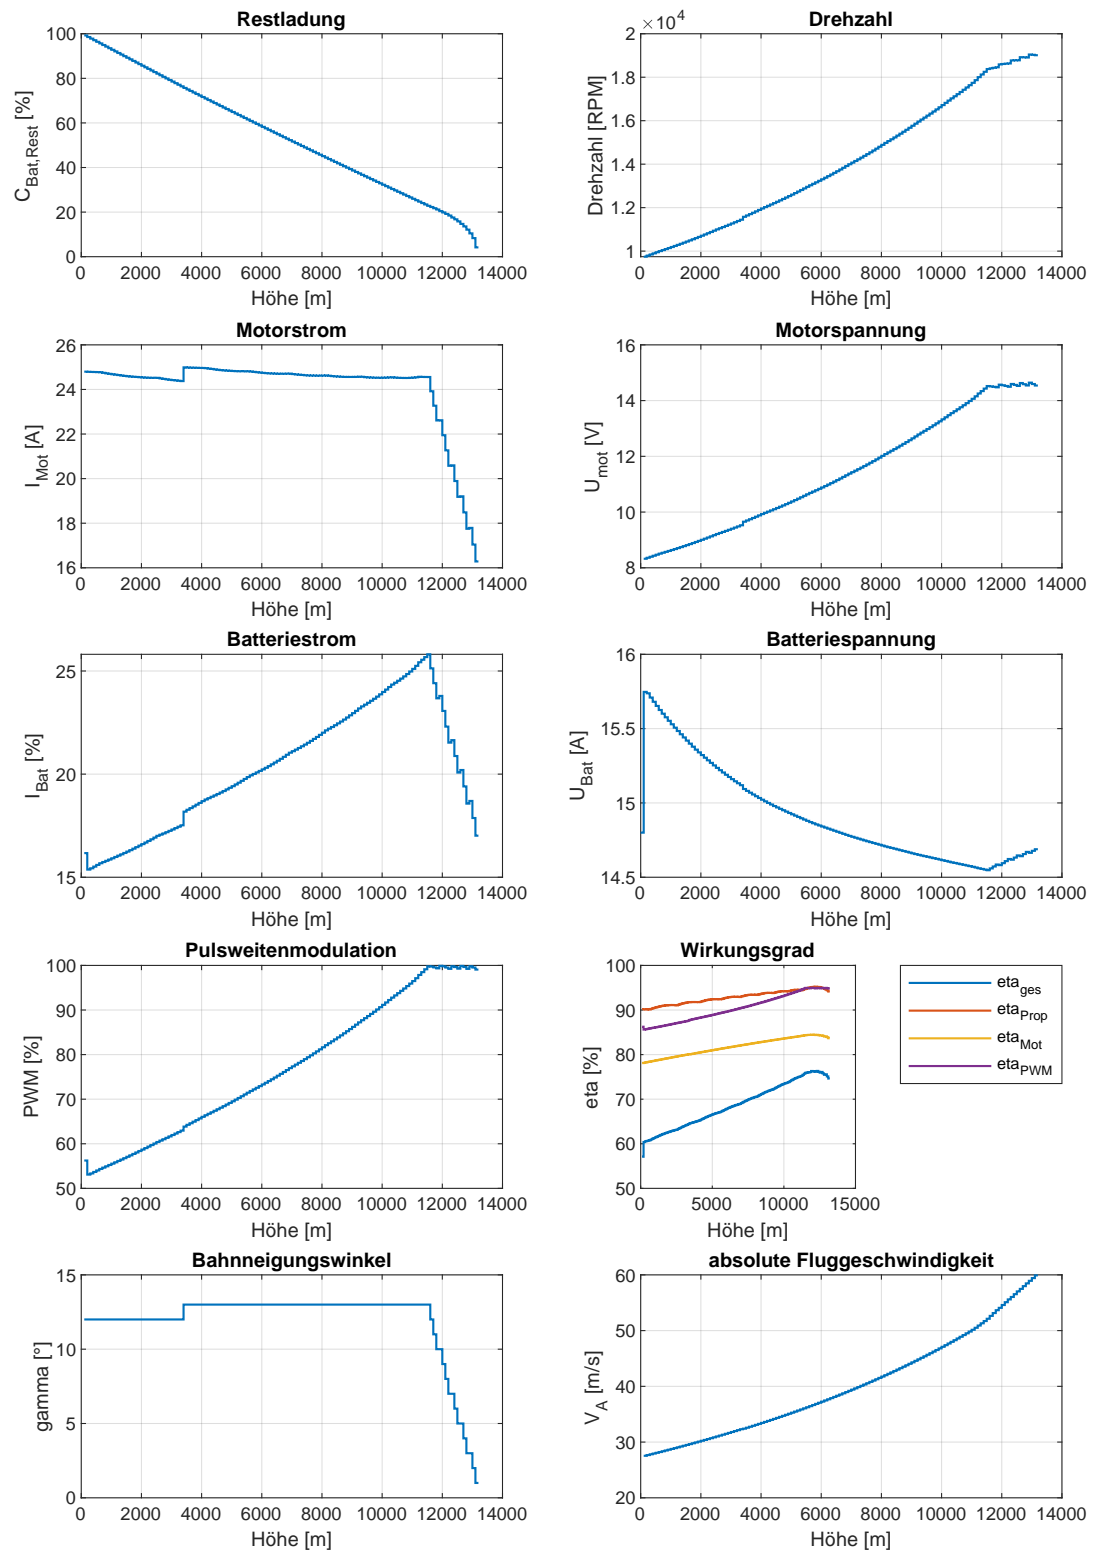 Restladung
C_Bat,Rest [%]
100
80
60
40
20
0
0 2000 4000 6000 8000 10000 12000 14000
Höhe [m]
Drehzahl
×10^4
Drehzahl [RPM]
2
1.8
1.6
1.4
1.2
1
0 2000 4000 6000 8000 10000 12000 14000
Höhe [m]
Motorstrom
I_Mot [A]
26
24
22
20
18
16
0 2000 4000 6000 8000 10000 12000 14000
Höhe [m]
Motorspannung
U_mot [V]
16
14
12
10
8
0 2000 4000 6000 8000 10000 12000 14000
Höhe [m]
Batteriestrom
I_Bat [%]
25
20
15
0 2000 4000 6000 8000 10000 12000 14000
Höhe [m]
Batteriespannung
U_Bat [A]
16
15.5
15
14.5
0 2000 4000 6000 8000 10000 12000 14000
Höhe [m]
Pulsweitenmodulation
PWM [%]
100
90
80
70
60
50
0 2000 4000 6000 8000 10000 12000 14000
Höhe [m]
Wirkungsgrad
eta [%]
100
90
80
70
60
50
0 5000 10000 15000
Höhe [m]
eta_ges
eta_Prop
eta_Mot
eta_PWM
Bahnneigungswinkel
gamma [°]
15
10
5
0
0 2000 4000 6000 8000 10000 12000 14000
Höhe [m]
absolute Fluggeschwindigkeit
V_A [m/s]
60
50
40
30
20
0 2000 4000 6000 8000 10000 12000 14000
Höhe [m]